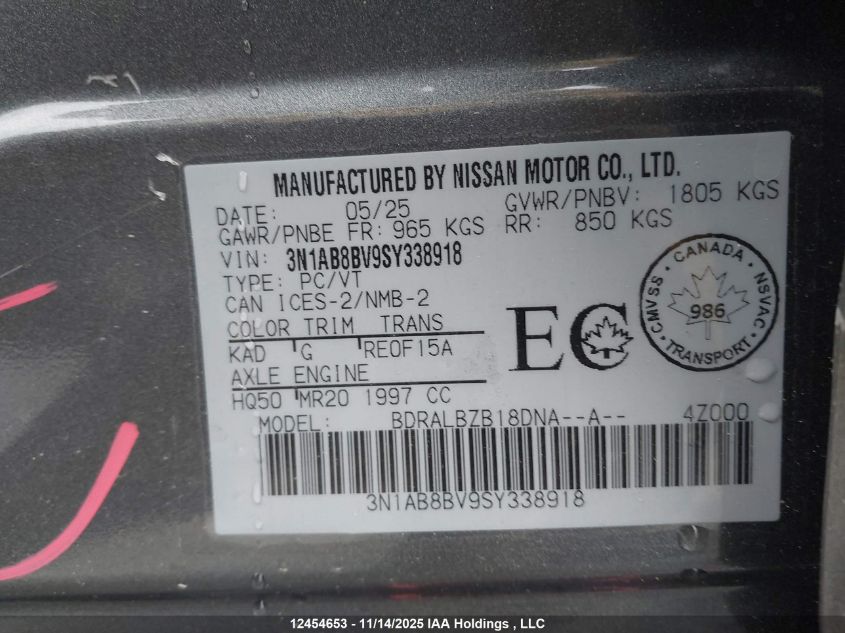 MANUFACTURED BY NISSAN MOTOR CO., LTD.
DATE: 05/25 GVWR/PNBV: 1805 KGS
GAWR/PNBE FR: 965 KGS RR: 850 KGS
VIN: 3N1AB8BV9SY338918
TYPE: PC/VT
CAN ICES-2/NMB-2
COLOR TRIM TRANS
KAD G RE0F15A
AXLE ENGINE
HQ50 MR20 1997 CC
EC
CANADA
CMVSS NSVAC
986
TRANSPORT
MODEL: BDRALBZB18DNA--A-- 4Z000
3N1AB8BV9SY338918
12454653 - 11/14/2025 IAA Holdings , LLC